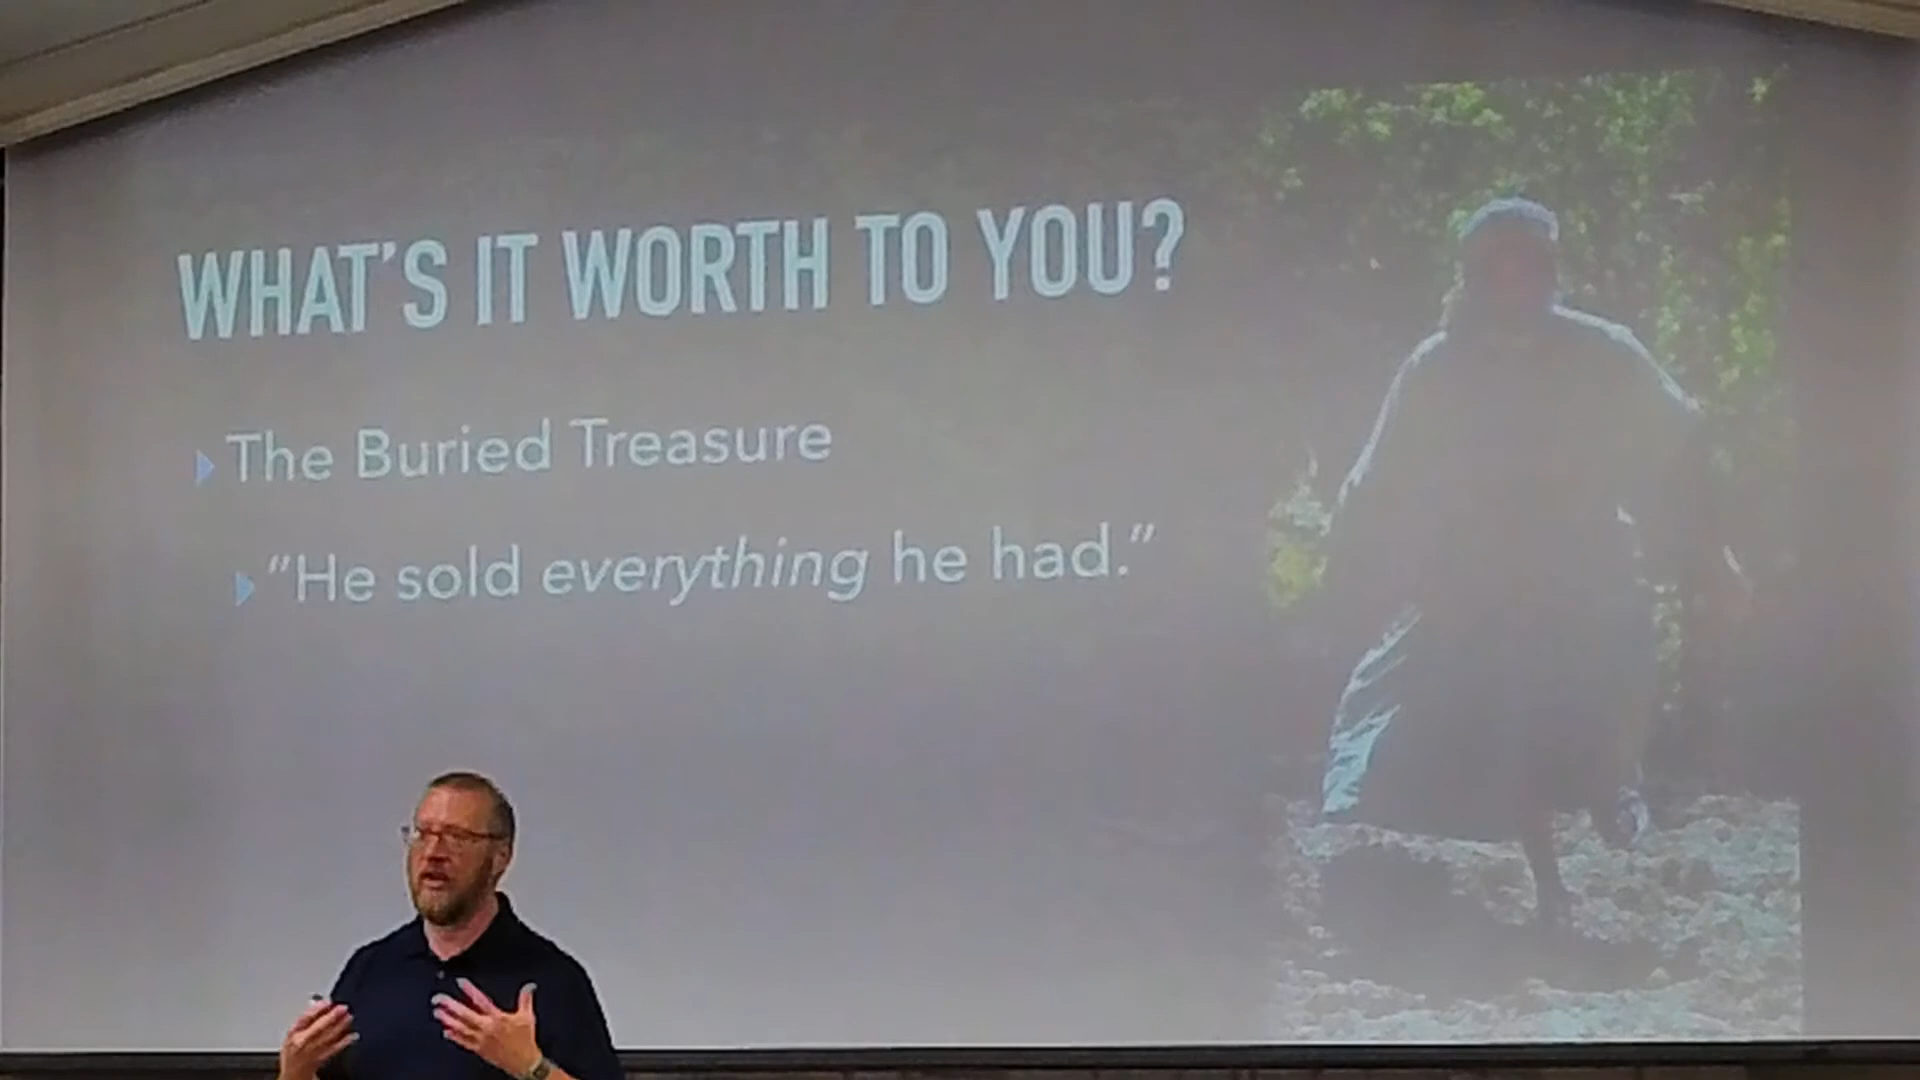 WHAT'S IT WORTH TO YOU?
The Buried Treasure
"He sold everything he had."